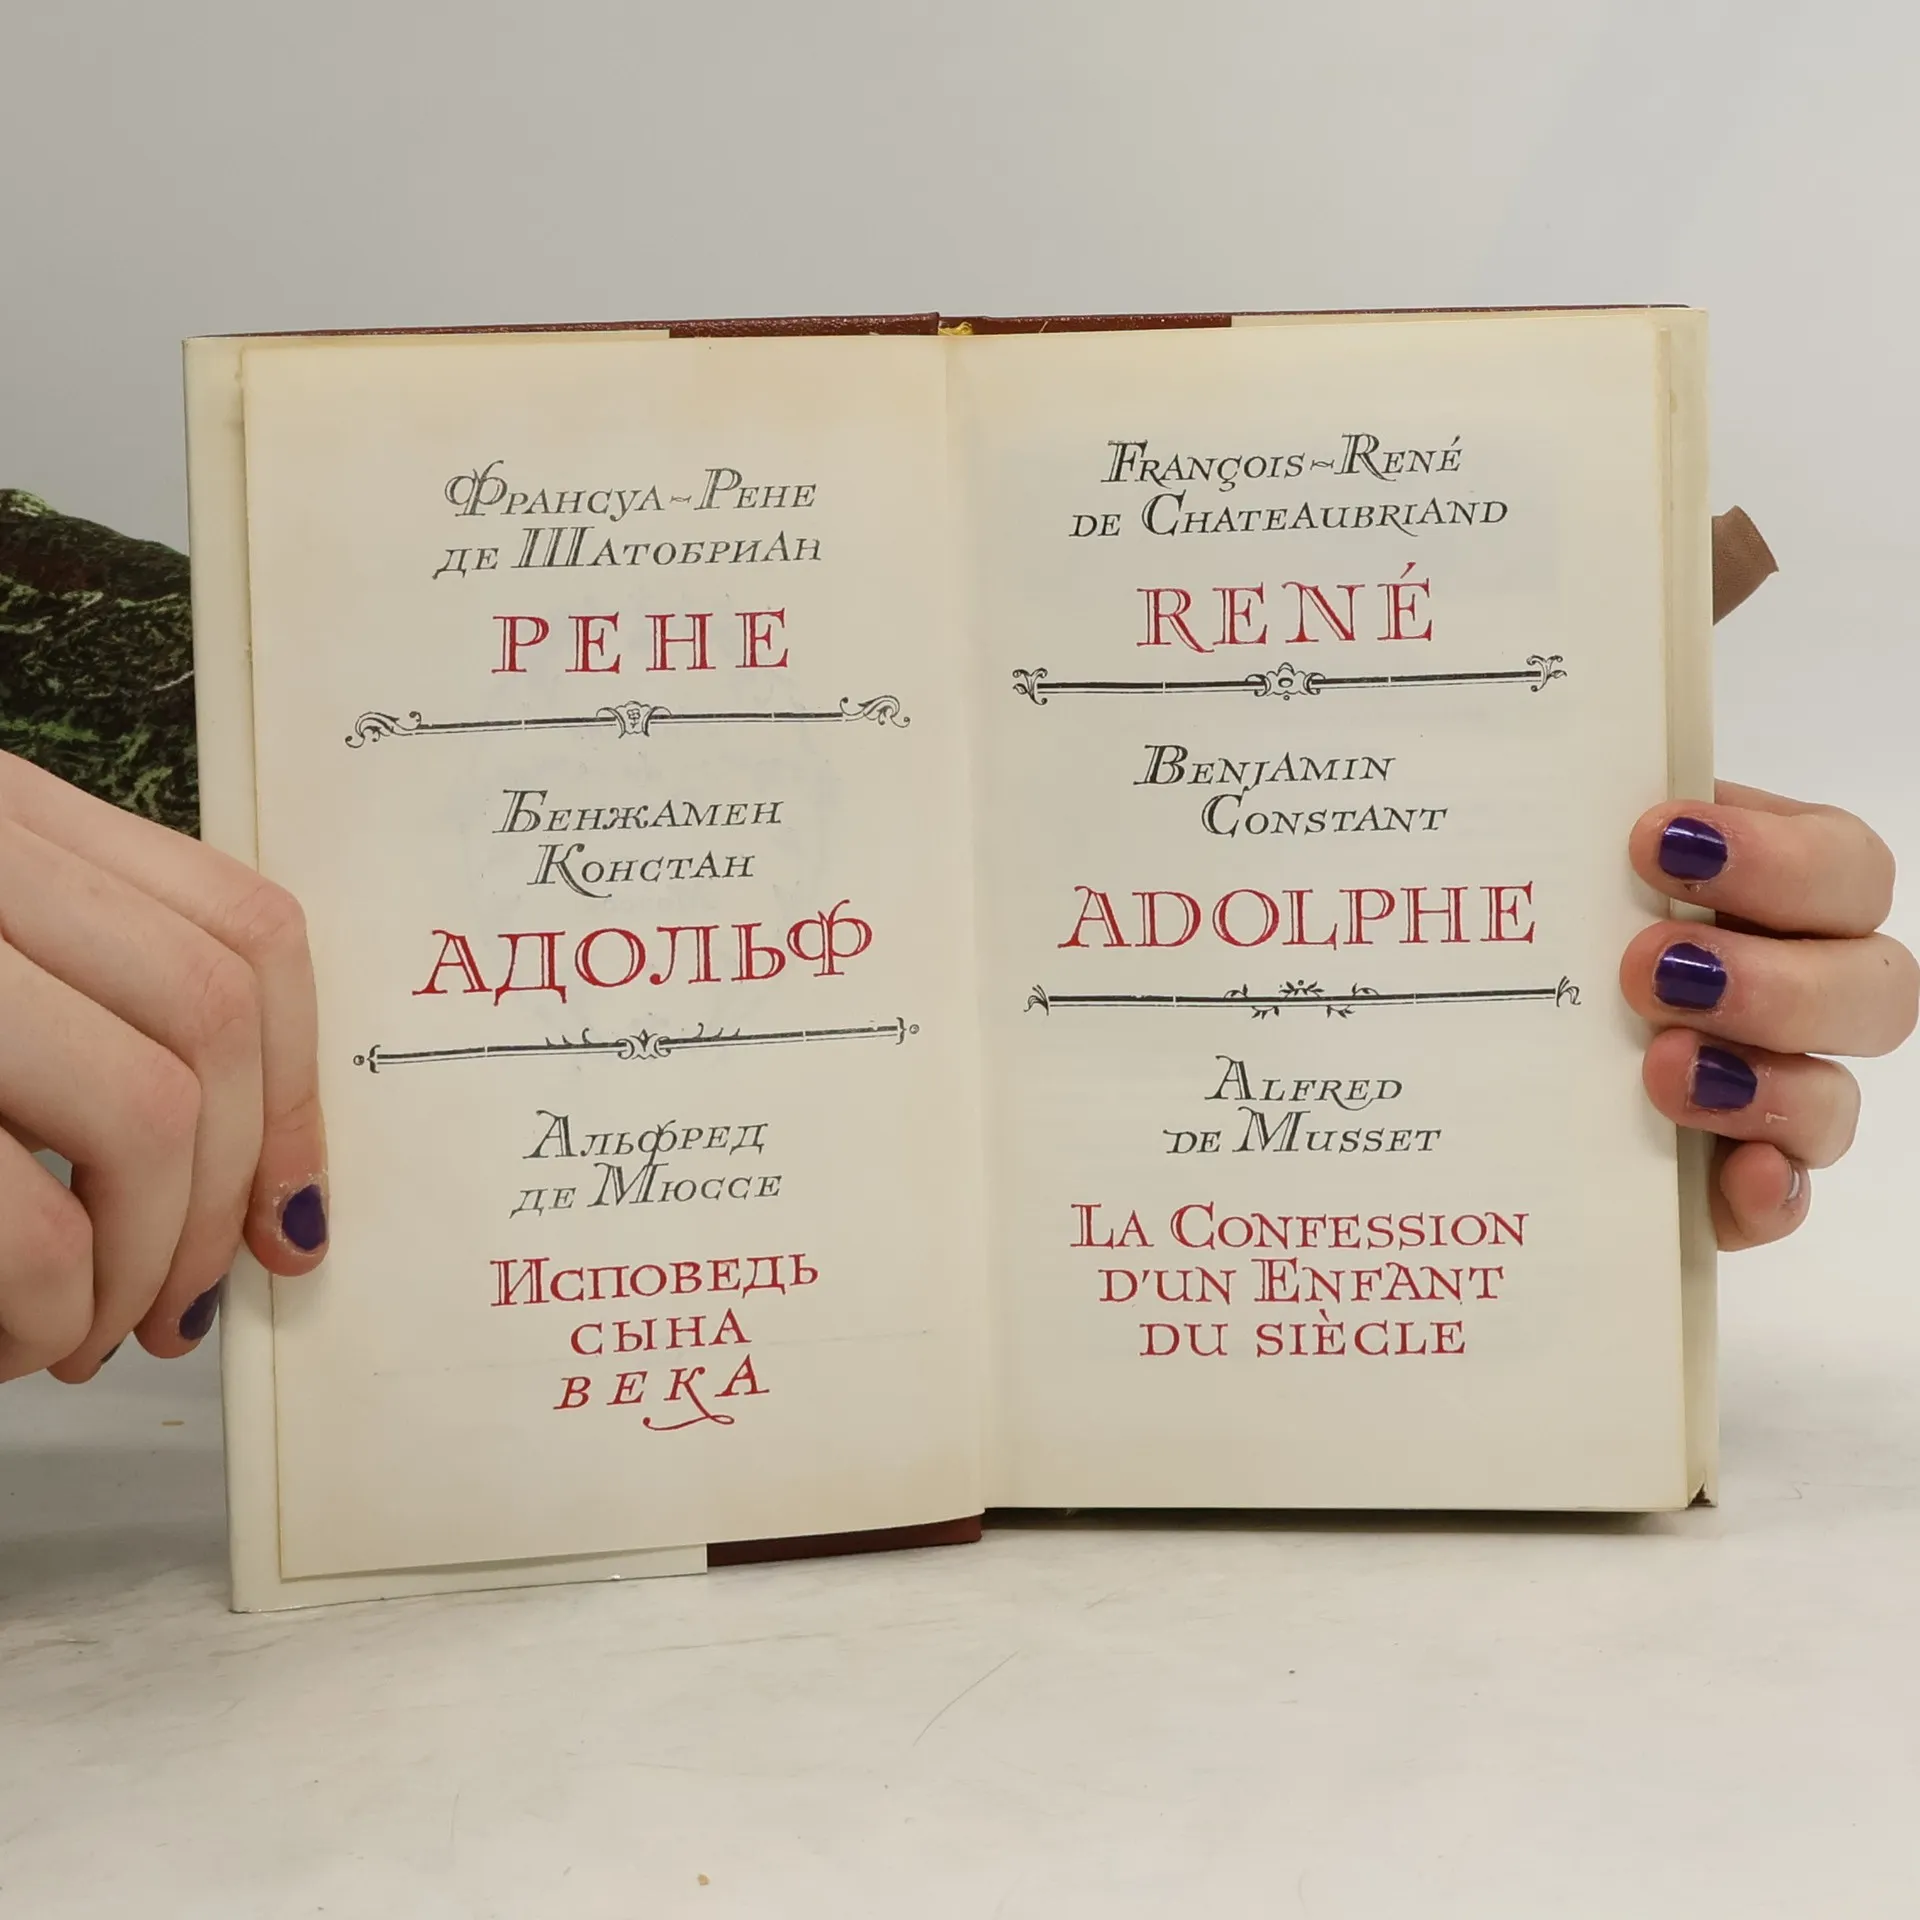 Франсуа-Рене
де Шатобриан
РЕНЕ
Бенжамен
Констан
АДОЛЬФ
Альфред
де Мюссе
Исповедь
сына
века
François-René
de Chateaubriand
RENÉ
Benjamin
Constant
ADOLPHE
Alfred
de Musset
La Confession
d'un Enfant
du siècle